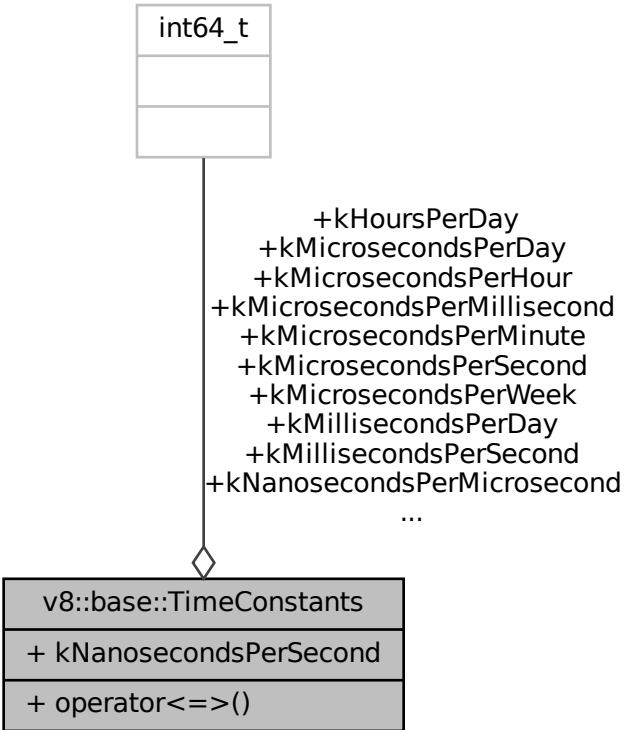 int64_t
+kHoursPerDay
+kMicrosecondsPerDay
+kMicrosecondsPerHour
+kMicrosecondsPerMillisecond
+kMicrosecondsPerMinute
+kMicrosecondsPerSecond
+kMicrosecondsPerWeek
+kMillisecondsPerDay
+kMillisecondsPerSecond
+kNanosecondsPerMicrosecond
...
v8::base::TimeConstants
+ kNanosecondsPerSecond
+ operator<=>()